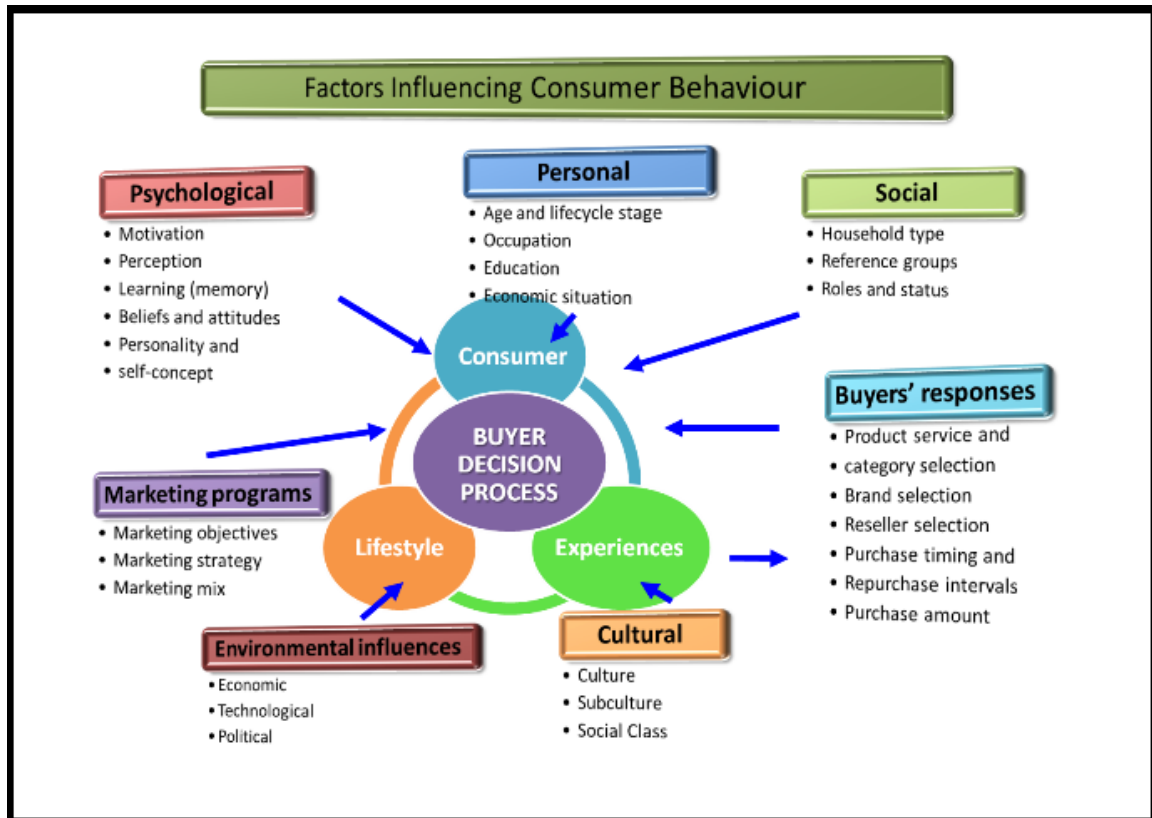 Factors Influencing Consumer Behaviour
Psychological
• Motivation
• Perception
• Learning (memory)
• Beliefs and attitudes
• Personality and
• self-concept
Personal
• Age and lifecycle stage
• Occupation
• Education
• Economic situation
Social
• Household type
• Reference groups
• Roles and status
Consumer
BUYER
DECISION
PROCESS
Lifestyle
Experiences
Buyers' responses
• Product service and
• category selection
• Brand selection
• Reseller selection
• Purchase timing and
• Repurchase intervals
• Purchase amount
Marketing programs
• Marketing objectives
• Marketing strategy
• Marketing mix
Environmental influences
• Economic
• Technological
• Political
Cultural
• Culture
• Subculture
• Social Class